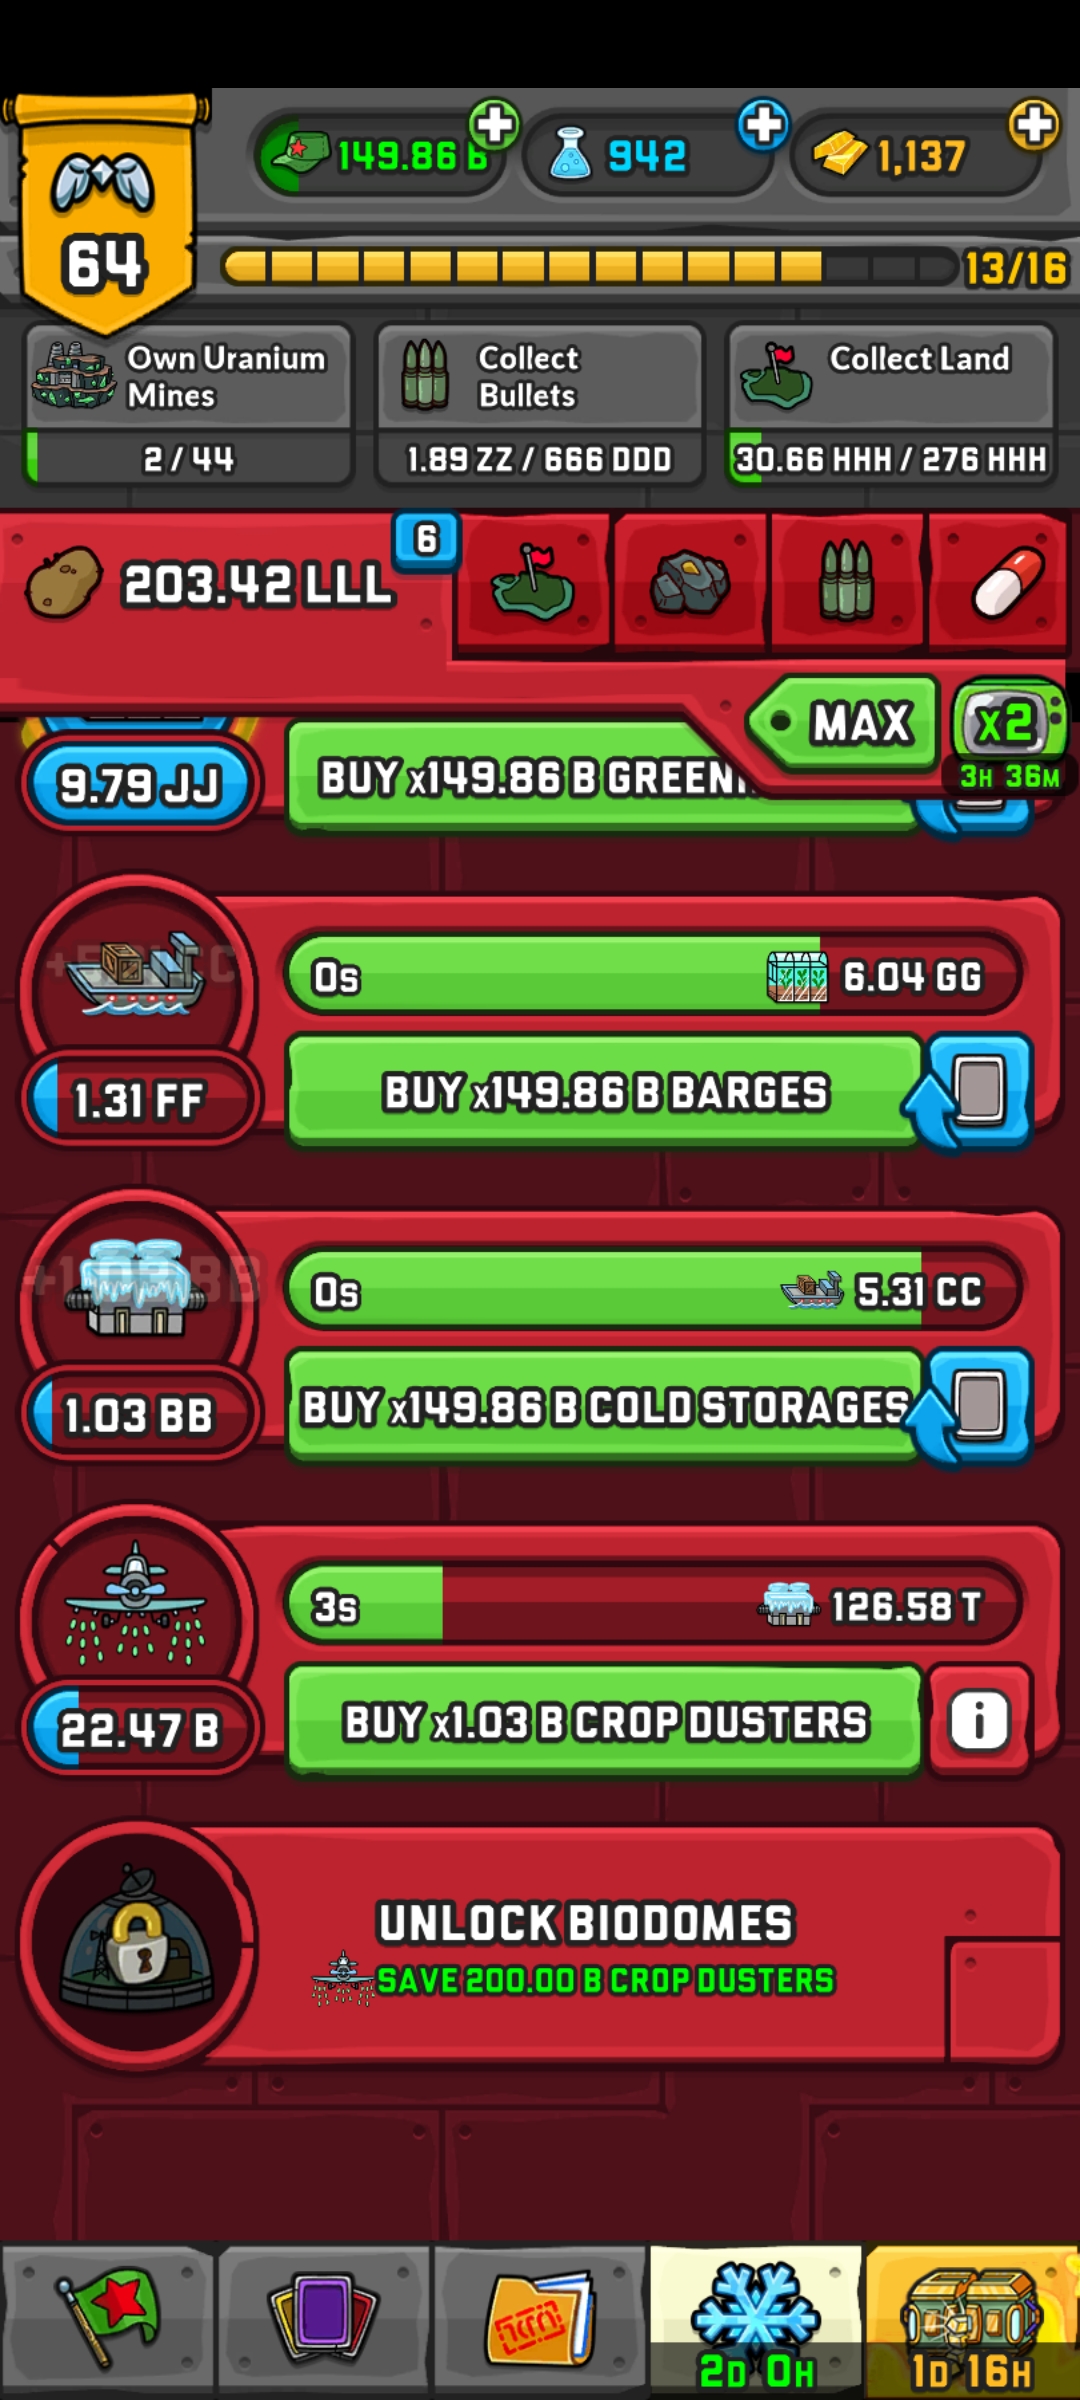 149.86 B
942
1,137
64
13/16
Own Uranium
Mines
2 / 44
Collect
Bullets
1.89 ZZ / 666 DDD
Collect Land
30.66 HHH / 276 HHH
203.42 LLL
6
MAX
x2
3H 36M
9.79 JJ
BUY x149.86 B
0s
6.04 GG
1.31 FF
BUY x149.86 B BARGES
0s
5.31 CC
1.03 BB
BUY x149.86 B COLD STORAGES
3s
126.58 T
22.47 B
BUY x1.03 B CROP DUSTERS
i
UNLOCK BIODOMES
SAVE 200.00 B CROP DUSTERS
2D 0H
1D 16H